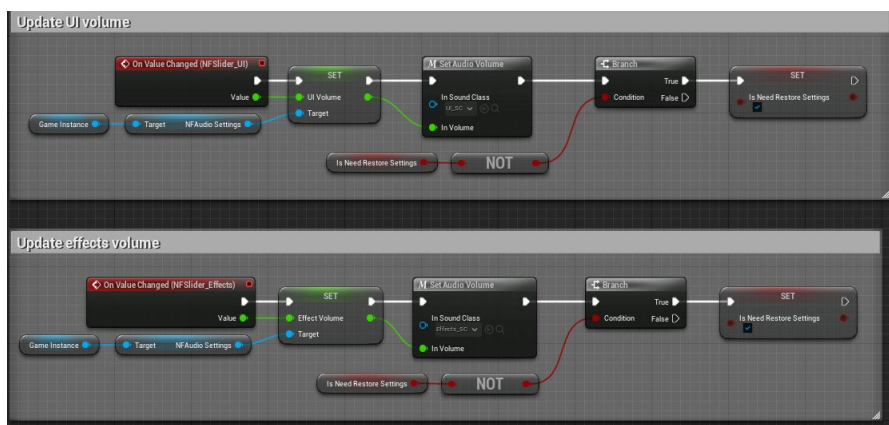 Update UI volume
On Value Changed (NFSlider_UI)
Value
SET
UI Volume
Target
M Set Audio Volume
In Sound Class
UI_SC
In Volume
Branch
True
Condition
False
SET
Is Need Restore Settings
Game Instance
Target
NFAudio Settings
Is Need Restore Settings
NOT
Update effects volume
On Value Changed (NFSlider_Effects)
Value
SET
Effect Volume
Target
M Set Audio Volume
In Sound Class
Effects_SC
In Volume
Branch
True
Condition
False
SET
Is Need Restore Settings
Game Instance
Target
NFAudio Settings
Is Need Restore Settings
NOT